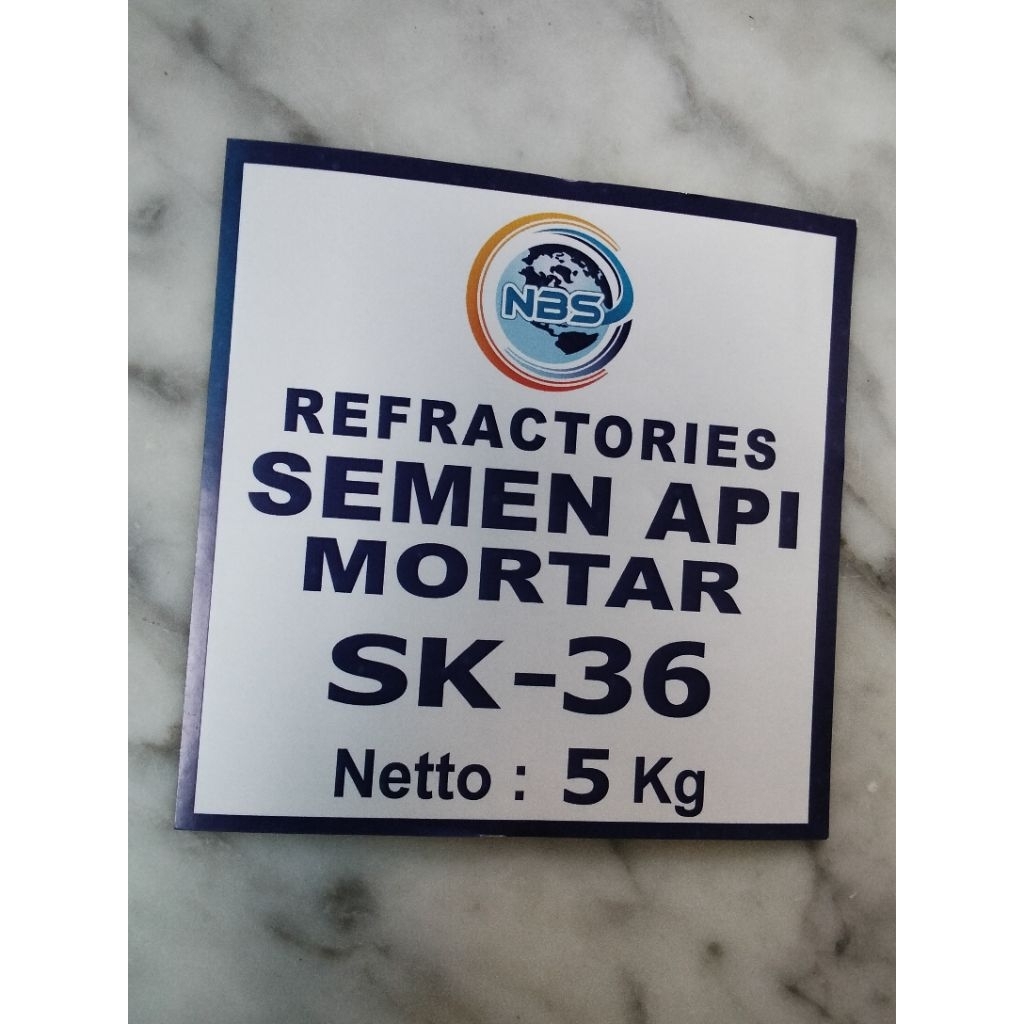 NBS
REFRACTORIES
SEMEN API
MORTAR
SK-36
Netto : 5 Kg